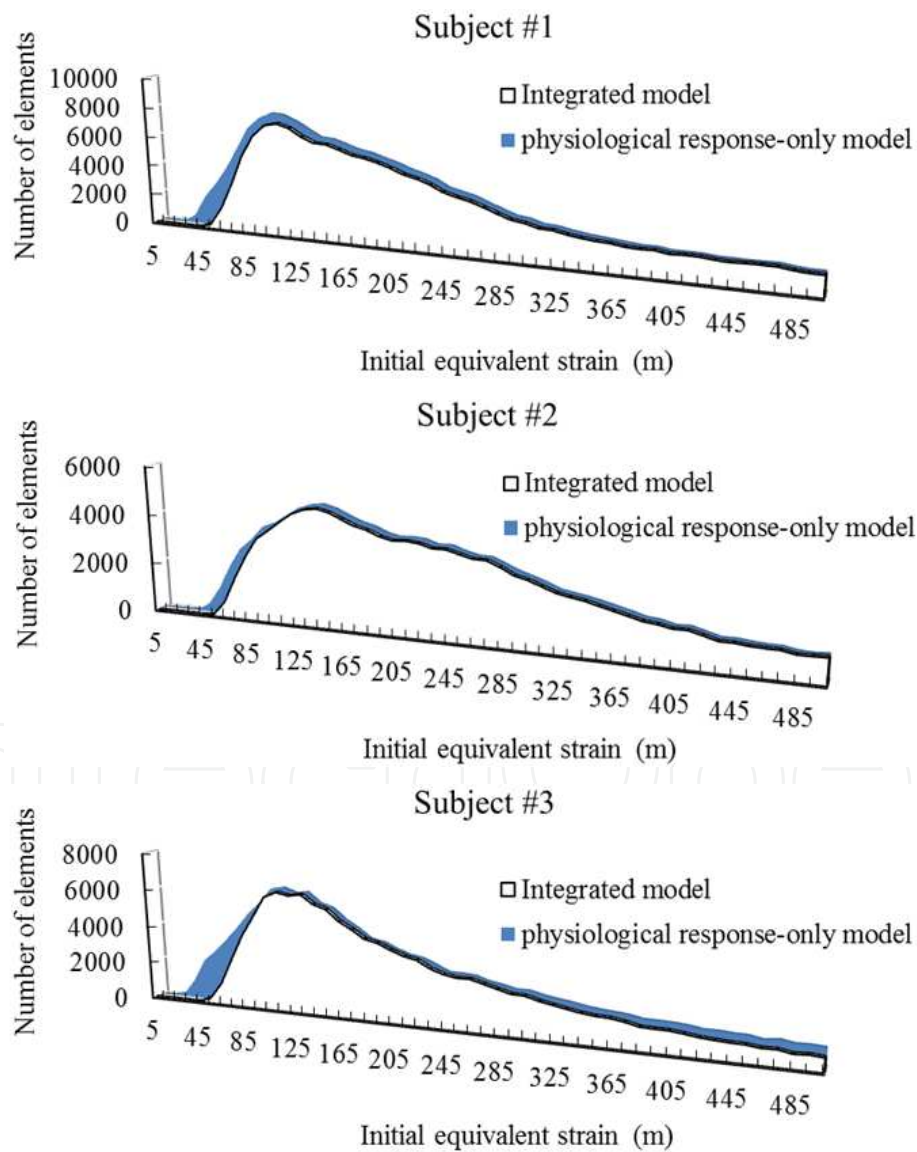 Subject #1
Number of elements
10000
8000
6000
4000
2000
0
Integrated model
physiological response-only model
5 45 85 125 165 205 245 285 325 365 405 445 485
Initial equivalent strain (m)
Subject #2
Number of elements
6000
4000
2000
0
Integrated model
physiological response-only model
5 45 85 125 165 205 245 285 325 365 405 445 485
Initial equivalent strain (m)
Subject #3
Number of elements
8000
6000
4000
2000
0
Integrated model
physiological response-only model
5 45 85 125 165 205 245 285 325 365 405 445 485
Initial equivalent strain (m)